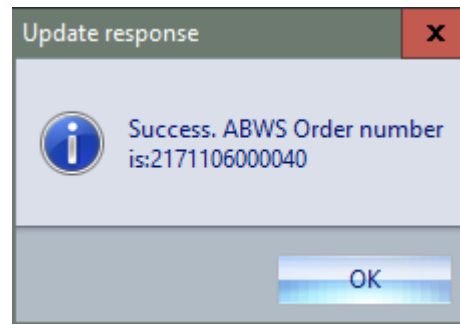 Update response
x
Success. ABWS Order number
is:2171106000040
OK